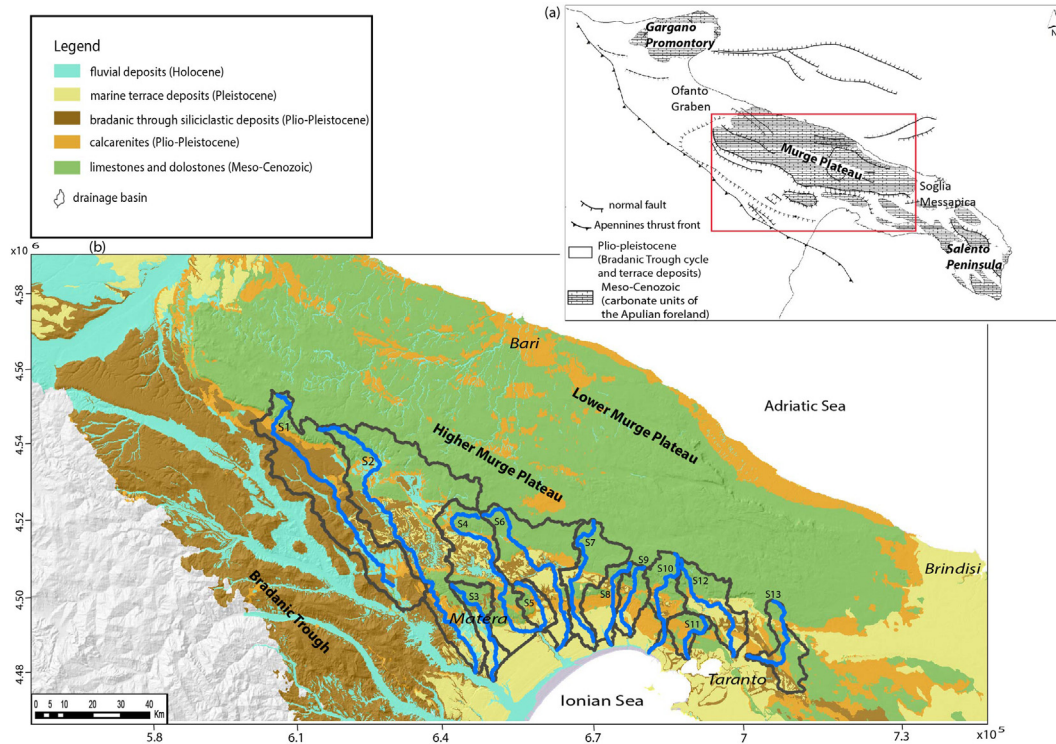 Legend
fluvial deposits (Holocene)
marine terrace deposits (Pleistocene)
bradanic through siliciclastic deposits (Plio-Pleistocene)
calcarenites (Plio-Pleistocene)
limestones and dolostones (Meso-Cenozoic)
drainage basin
(a)
N
Gargano
Promontory
Ofanto
Graben
Murge Plateau
Soglia
Messapica
Salento
Peninsula
normal fault
Apennines thrust front
Plio-pleistocene
(Bradanic Trough cycle
and terrace deposits)
Meso-Cenozoic
(carbonate units of
the Apulian foreland)
(b)
x10 6
4.58
4.56
4.54
4.52
4.50
4.48
Bari
Lower Murge Plateau
Adriatic Sea
Higher Murge Plateau
S1
S2
S4
S6
S7
S9
S10
S12
S13
S3
S5
S8
S11
Brindisi
Matera
Bradanic Trough
Taranto
Ionian Sea
0 5 10 20 30 40
Km
5.8
6.1
6.4
6.7
7
7.3
x 10⁵